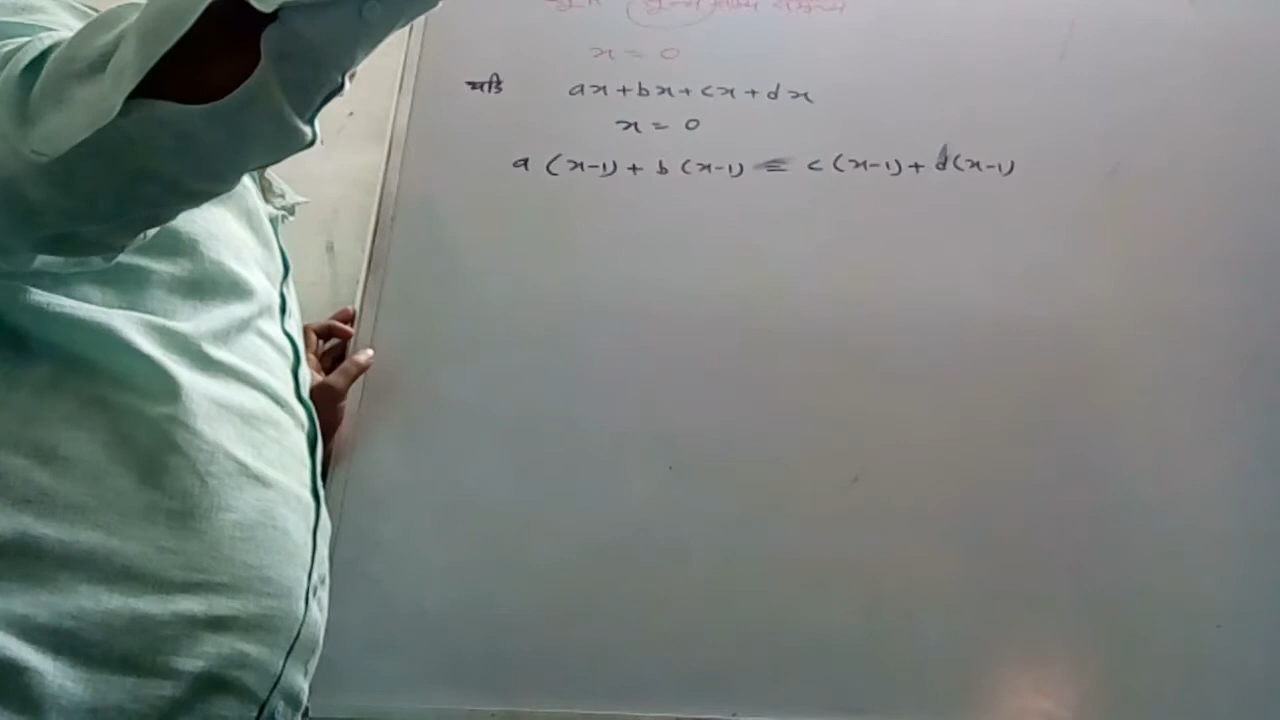 x = 0
यदि ax + bx + cx + dx
x = 0
a (x-1) + b (x-1) = c (x-1) + d (x-1)